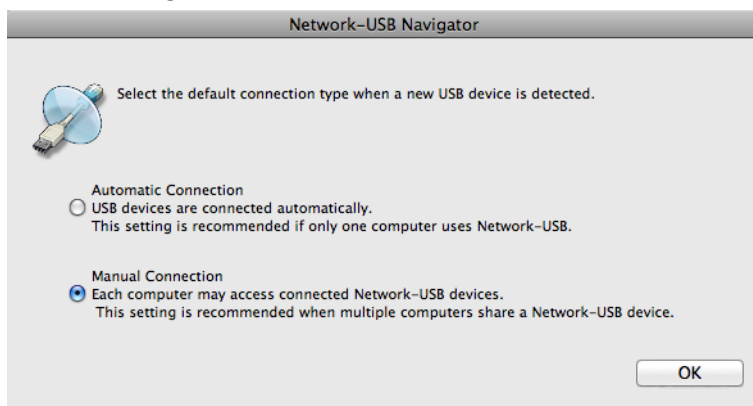 Network-USB Navigator
Select the default connection type when a new USB device is detected.
Automatic Connection
USB devices are connected automatically.
This setting is recommended if only one computer uses Network-USB.
Manual Connection
Each computer may access connected Network-USB devices.
This setting is recommended when multiple computers share a Network-USB device.
OK